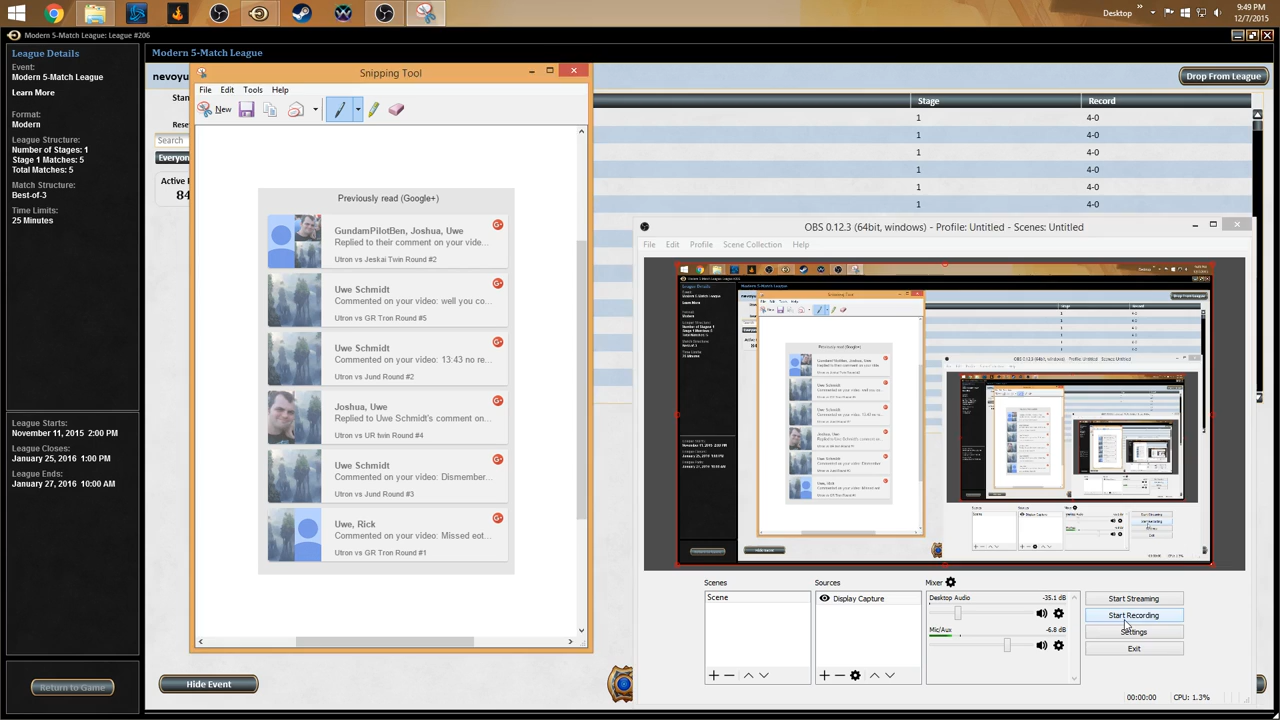 Desktop
9:49 PM
12/7/2015
Modern 5-Match League: League #206
League Details
Event:
Modern 5-Match League
Learn More
Format:
Modern
League Structure:
Number of Stages: 1
Stage 1 Matches: 5
Total Matches: 5
Match Structure:
Best-of-3
Time Limits:
25 Minutes
League Starts:
November 11, 2015 2:00 PM
League Closes:
January 25, 2016 1:00 PM
League Ends:
January 27, 2016 10:00 AM
Return to Game
Modern 5-Match League
nevoyu
Drop From League
Stan
Rese
Search
Everyon
Active
84
Stage Record
1 4-0
1 4-0
1 4-0
1 4-0
1 4-0
1 4-0
Hide Event
Snipping Tool
File Edit Tools Help
New
Previously read (Google+)
GundamPilotBen, Joshua, Uwe
Replied to their comment on your vide...
Utron vs Jeskai Twin Round #2
Uwe Schmidt
Commented on your video: well you co...
Utron vs GR Tron Round #5
Uwe Schmidt
Commented on your video: 13:43 no re...
Utron vs Jund Round #2
Joshua, Uwe
Replied to Uwe Schmidt's comment on...
Utron vs UR twin Round #4
Uwe Schmidt
Commented on your video: Dismember...
Utron vs Jund Round #3
Uwe, Rick
Commented on your video: Missed eot...
Utron vs GR Tron Round #1
OBS 0.12.3 (64bit, windows) - Profile: Untitled - Scenes: Untitled
File Edit Profile Scene Collection Help
Scenes
Scene
Sources
Display Capture
Mixer
Desktop Audio -35.1 dB
Mic/Aux -6.8 dB
Start Streaming
Start Recording
Settings
Exit
00:00:00 CPU: 1.3%